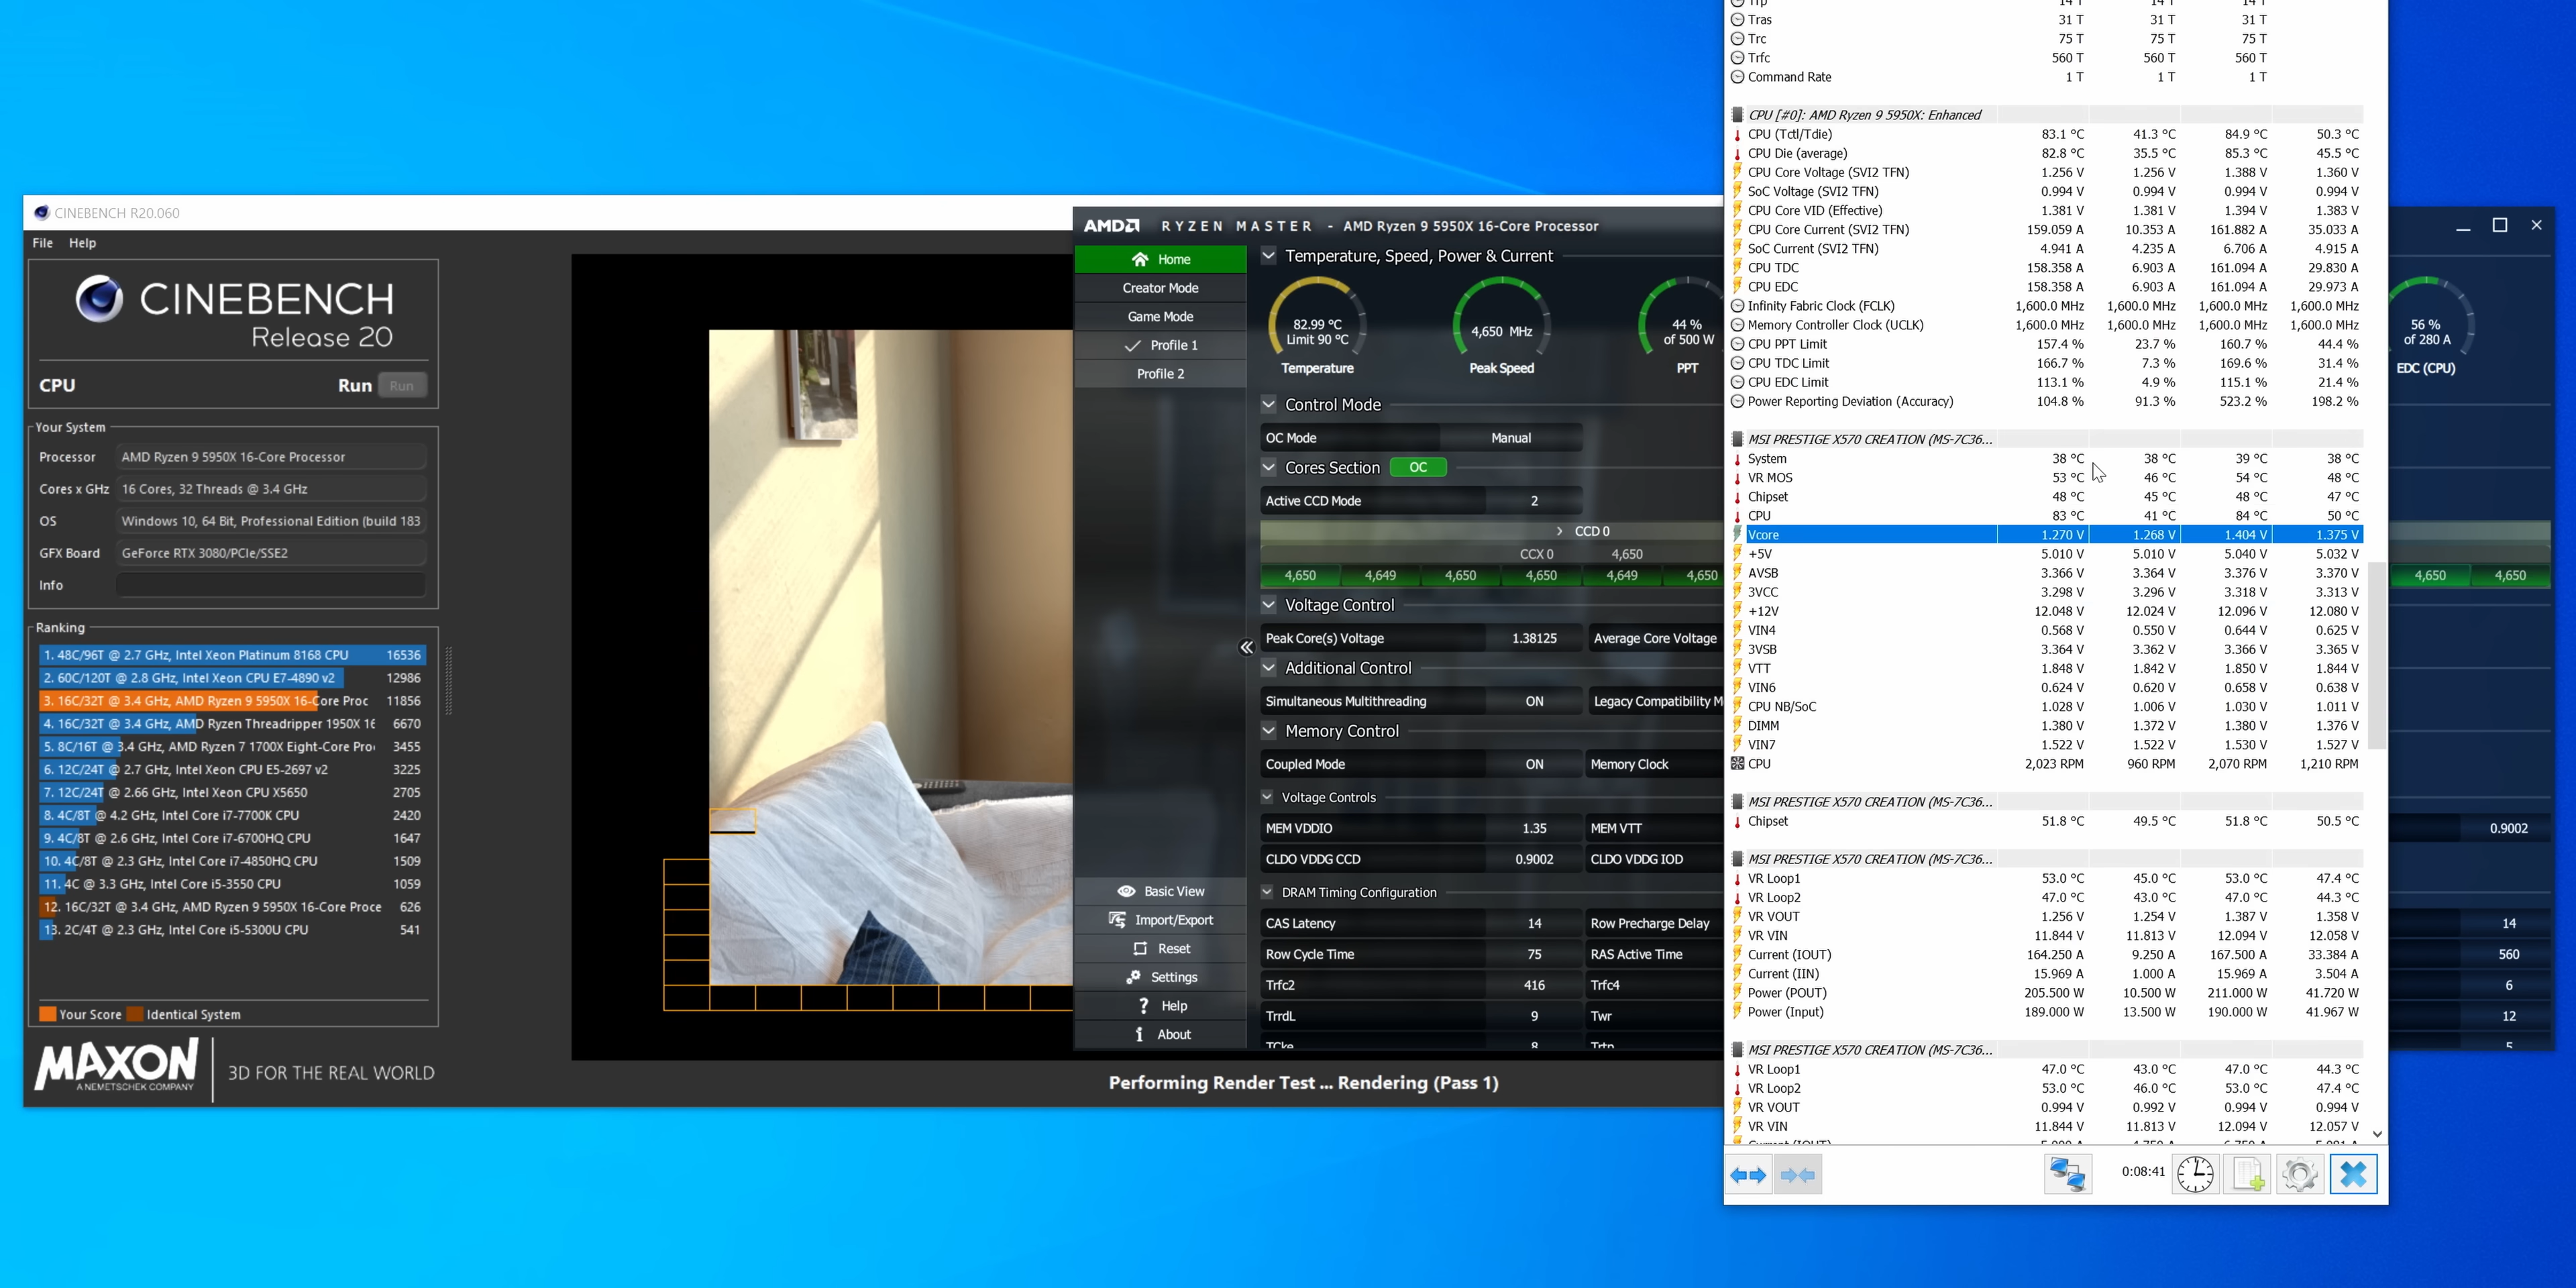 CINEBENCH R20.060
File Help
CINEBENCH
Release 20
CPU Run Run
Your System
Processor AMD Ryzen 9 5950X 16-Core Processor
Cores x GHz 16 Cores, 32 Threads @ 3.4 GHz
OS Windows 10, 64 Bit, Professional Edition (build 183
GFX Board GeForce RTX 3080/PCIe/SSE2
Info
Ranking
1. 48C/96T @ 2.7 GHz, Intel Xeon Platinum 8168 CPU 16536
2. 60C/120T @ 2.8 GHz, Intel Xeon CPU E7-4890 v2 12986
3. 16C/32T @ 3.4 GHz, AMD Ryzen 9 5950X 16-Core Proc 11856
4. 16C/32T @ 3.4 GHz, AMD Ryzen Threadripper 1950X 16 6670
5. 8C/16T @ 3.4 GHz, AMD Ryzen 7 1700X Eight-Core Pro 3455
6. 12C/24T @ 2.7 GHz, Intel Xeon CPU E5-2697 v2 3225
7. 12C/24T @ 2.66 GHz, Intel Xeon CPU X5650 2705
8. 4C/8T @ 4.2 GHz, Intel Core i7-7700K CPU 2420
9. 4C/8T @ 2.6 GHz, Intel Core i7-6700HQ CPU 1647
10. 4C/8T @ 2.3 GHz, Intel Core i7-4850HQ CPU 1509
11. 4C @ 3.3 GHz, Intel Core i5-3550 CPU 1059
12. 16C/32T @ 3.4 GHz, AMD Ryzen 9 5950X 16-Core Proce 626
13. 2C/4T @ 2.3 GHz, Intel Core i5-5300U CPU 541
Your Score Identical System
MAXON
A NEMETSCHEK COMPANY
3D FOR THE REAL WORLD
Performing Render Test ... Rendering (Pass 1)
AMD RYZEN MASTER - AMD Ryzen 9 5950X 16-Core Processor
Home
Creator Mode
Game Mode
Profile 1
Profile 2
Basic View
Import/Export
Reset
Settings
Help
About
Temperature, Speed, Power & Current
82.99 °C
Limit 90 °C
Temperature
4,650 MHz
Peak Speed
44 %
of 500 W
PPT
56 %
of 280 A
EDC (CPU)
Control Mode
OC Mode Manual
Cores Section OC
Active CCD Mode 2
CCD 0
CCX 0 4,650
4,650 4,649 4,650 4,650 4,649 4,650 4,650 4,650
Voltage Control
Peak Core(s) Voltage 1.38125 Average Core Voltage
Additional Control
Simultaneous Multithreading ON Legacy Compatibility M
Memory Control
Coupled Mode ON Memory Clock
Voltage Controls
MEM VDDIO 1.35 MEM VTT 0.9002
CLDO VDDG CCD 0.9002 CLDO VDDG IOD
DRAM Timing Configuration
CAS Latency 14 Row Precharge Delay 14
Row Cycle Time 75 RAS Active Time 560
Trfc2 416 Trfc4 6
TrrdL 9 Twr 12
TCke 8 Trtp 5
Trp 14 T 14 T 14 T
Tras 31 T 31 T 31 T
Trc 75 T 75 T 75 T
Trfc 560 T 560 T 560 T
Command Rate 1 T 1 T 1 T
CPU [#0]: AMD Ryzen 9 5950X: Enhanced
CPU (Tctl/Tdie) 83.1 °C 41.3 °C 84.9 °C 50.3 °C
CPU Die (average) 82.8 °C 35.5 °C 85.3 °C 45.5 °C
CPU Core Voltage (SVI2 TFN) 1.256 V 1.256 V 1.388 V 1.360 V
SoC Voltage (SVI2 TFN) 0.994 V 0.994 V 0.994 V 0.994 V
CPU Core VID (Effective) 1.381 V 1.381 V 1.394 V 1.383 V
CPU Core Current (SVI2 TFN) 159.059 A 10.353 A 161.882 A 35.033 A
SoC Current (SVI2 TFN) 4.941 A 4.235 A 6.706 A 4.915 A
CPU TDC 158.358 A 6.903 A 161.094 A 29.830 A
CPU EDC 158.358 A 6.903 A 161.094 A 29.973 A
Infinity Fabric Clock (FCLK) 1,600.0 MHz 1,600.0 MHz 1,600.0 MHz 1,600.0 MHz
Memory Controller Clock (UCLK) 1,600.0 MHz 1,600.0 MHz 1,600.0 MHz 1,600.0 MHz
CPU PPT Limit 157.4 % 23.7 % 160.7 % 44.4 %
CPU TDC Limit 166.7 % 7.3 % 169.6 % 31.4 %
CPU EDC Limit 113.1 % 4.9 % 115.1 % 21.4 %
Power Reporting Deviation (Accuracy) 104.8 % 91.3 % 523.2 % 198.2 %
MSI PRESTIGE X570 CREATION (MS-7C36...
System 38 °C 38 °C 39 °C 38 °C
VR MOS 53 °C 46 °C 54 °C 48 °C
Chipset 48 °C 45 °C 48 °C 47 °C
CPU 83 °C 41 °C 84 °C 50 °C
Vcore 1.270 V 1.268 V 1.404 V 1.375 V
+5V 5.010 V 5.010 V 5.040 V 5.032 V
AVSB 3.366 V 3.364 V 3.376 V 3.370 V
3VCC 3.298 V 3.296 V 3.318 V 3.313 V
+12V 12.048 V 12.024 V 12.096 V 12.080 V
VIN4 0.568 V 0.550 V 0.644 V 0.625 V
3VSB 3.364 V 3.362 V 3.366 V 3.365 V
VTT 1.848 V 1.842 V 1.850 V 1.844 V
VIN6 0.624 V 0.620 V 0.658 V 0.638 V
CPU NB/SoC 1.028 V 1.006 V 1.030 V 1.011 V
DIMM 1.380 V 1.372 V 1.380 V 1.376 V
VIN7 1.522 V 1.522 V 1.530 V 1.527 V
CPU 2,023 RPM 960 RPM 2,070 RPM 1,210 RPM
MSI PRESTIGE X570 CREATION (MS-7C36...
Chipset 51.8 °C 49.5 °C 51.8 °C 50.5 °C
MSI PRESTIGE X570 CREATION (MS-7C36...
VR Loop1 53.0 °C 45.0 °C 53.0 °C 47.4 °C
VR Loop2 47.0 °C 43.0 °C 47.0 °C 44.3 °C
VR VOUT 1.256 V 1.254 V 1.387 V 1.358 V
VR VIN 11.844 V 11.813 V 12.094 V 12.058 V
Current (IOUT) 164.250 A 9.250 A 167.500 A 33.384 A
Current (IIN) 15.969 A 1.000 A 15.969 A 3.504 A
Power (POUT) 205.500 W 10.500 W 211.000 W 41.720 W
Power (Input) 189.000 W 13.500 W 190.000 W 41.967 W
MSI PRESTIGE X570 CREATION (MS-7C36...
VR Loop1 47.0 °C 43.0 °C 47.0 °C 44.3 °C
VR Loop2 53.0 °C 46.0 °C 53.0 °C 47.4 °C
VR VOUT 0.994 V 0.992 V 0.994 V 0.994 V
VR VIN 11.844 V 11.813 V 12.094 V 12.057 V
0:08:41